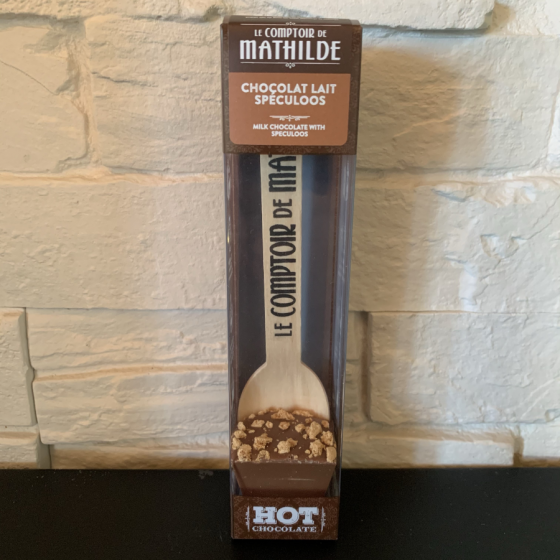 LE COMPTOIR DE
MATHILDE
CHOCOLAT LAIT
SPÉCULOOS
MILK CHOCOLATE WITH
SPECULOOS
LE COMPTOIR DE MAT
HOT
CHOCOLATE